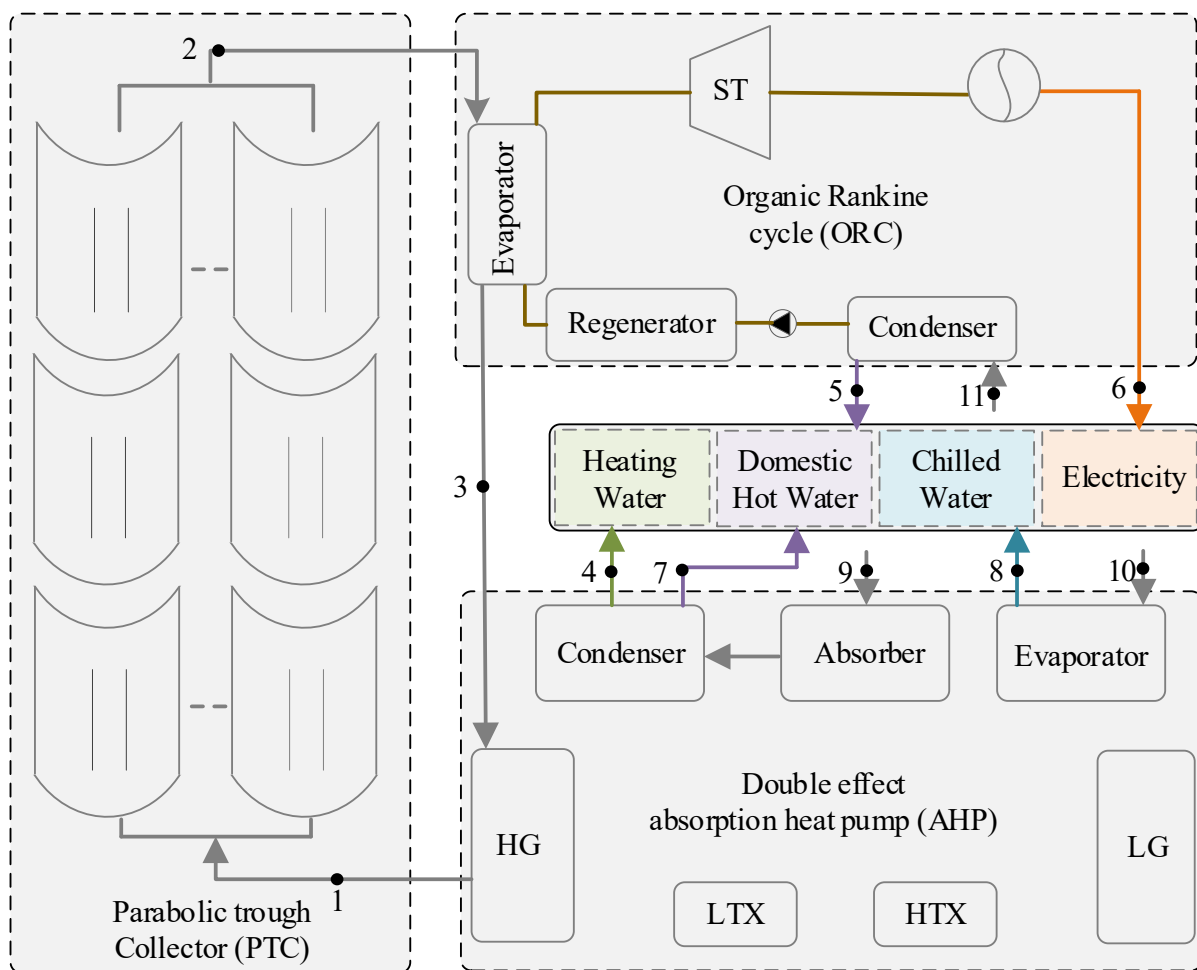 2
ST
Evaporator
Organic Rankine
cycle (ORC)
Regenerator
Condenser
5
11
6
3
Heating
Water
Domestic
Hot Water
Chilled
Water
Electricity
4
7
9
8
10
Condenser
Absorber
Evaporator
HG
Double effect
absorption heat pump (AHP)
LG
LTX
HTX
1
Parabolic trough
Collector (PTC)